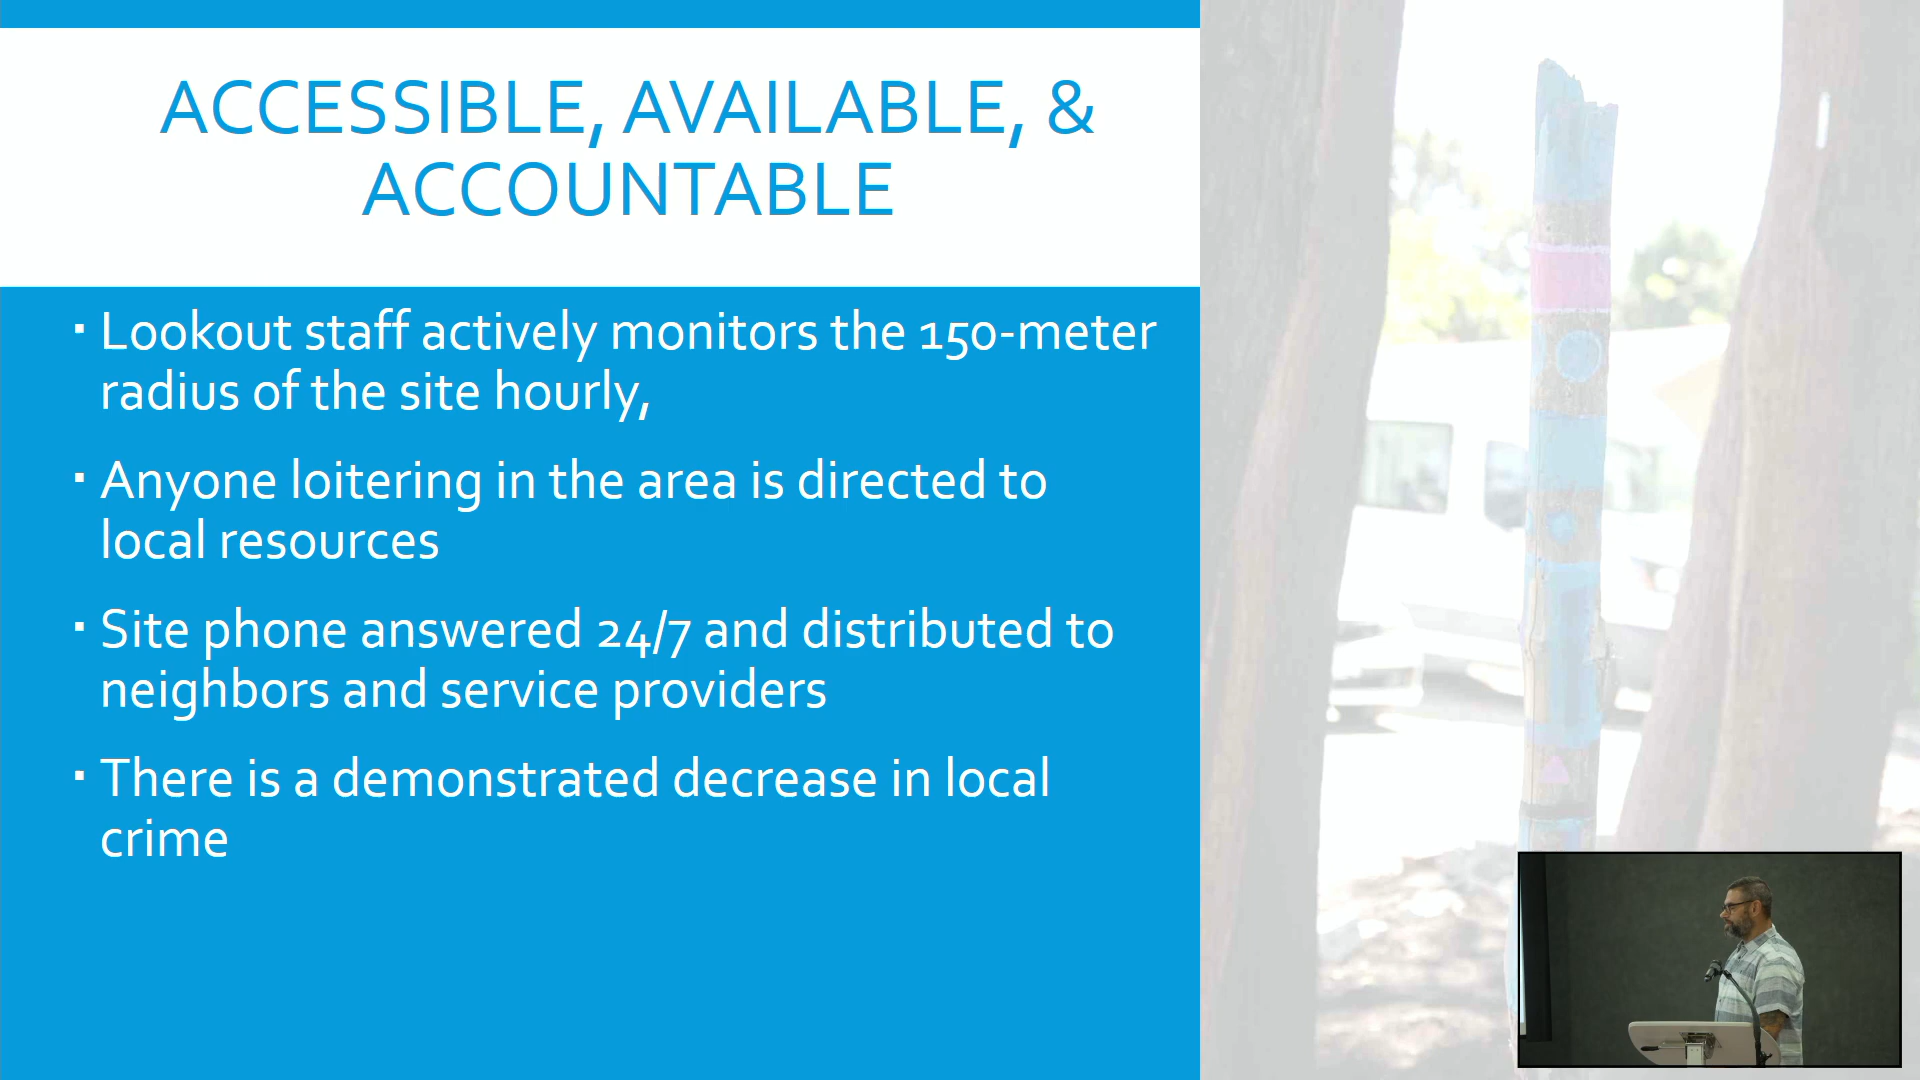 ACCESSIBLE, AVAILABLE, &
ACCOUNTABLE
▪ Lookout staff actively monitors the 150-meter
radius of the site hourly,
▪ Anyone loitering in the area is directed to
local resources
▪ Site phone answered 24/7 and distributed to
neighbors and service providers
▪ There is a demonstrated decrease in local
crime